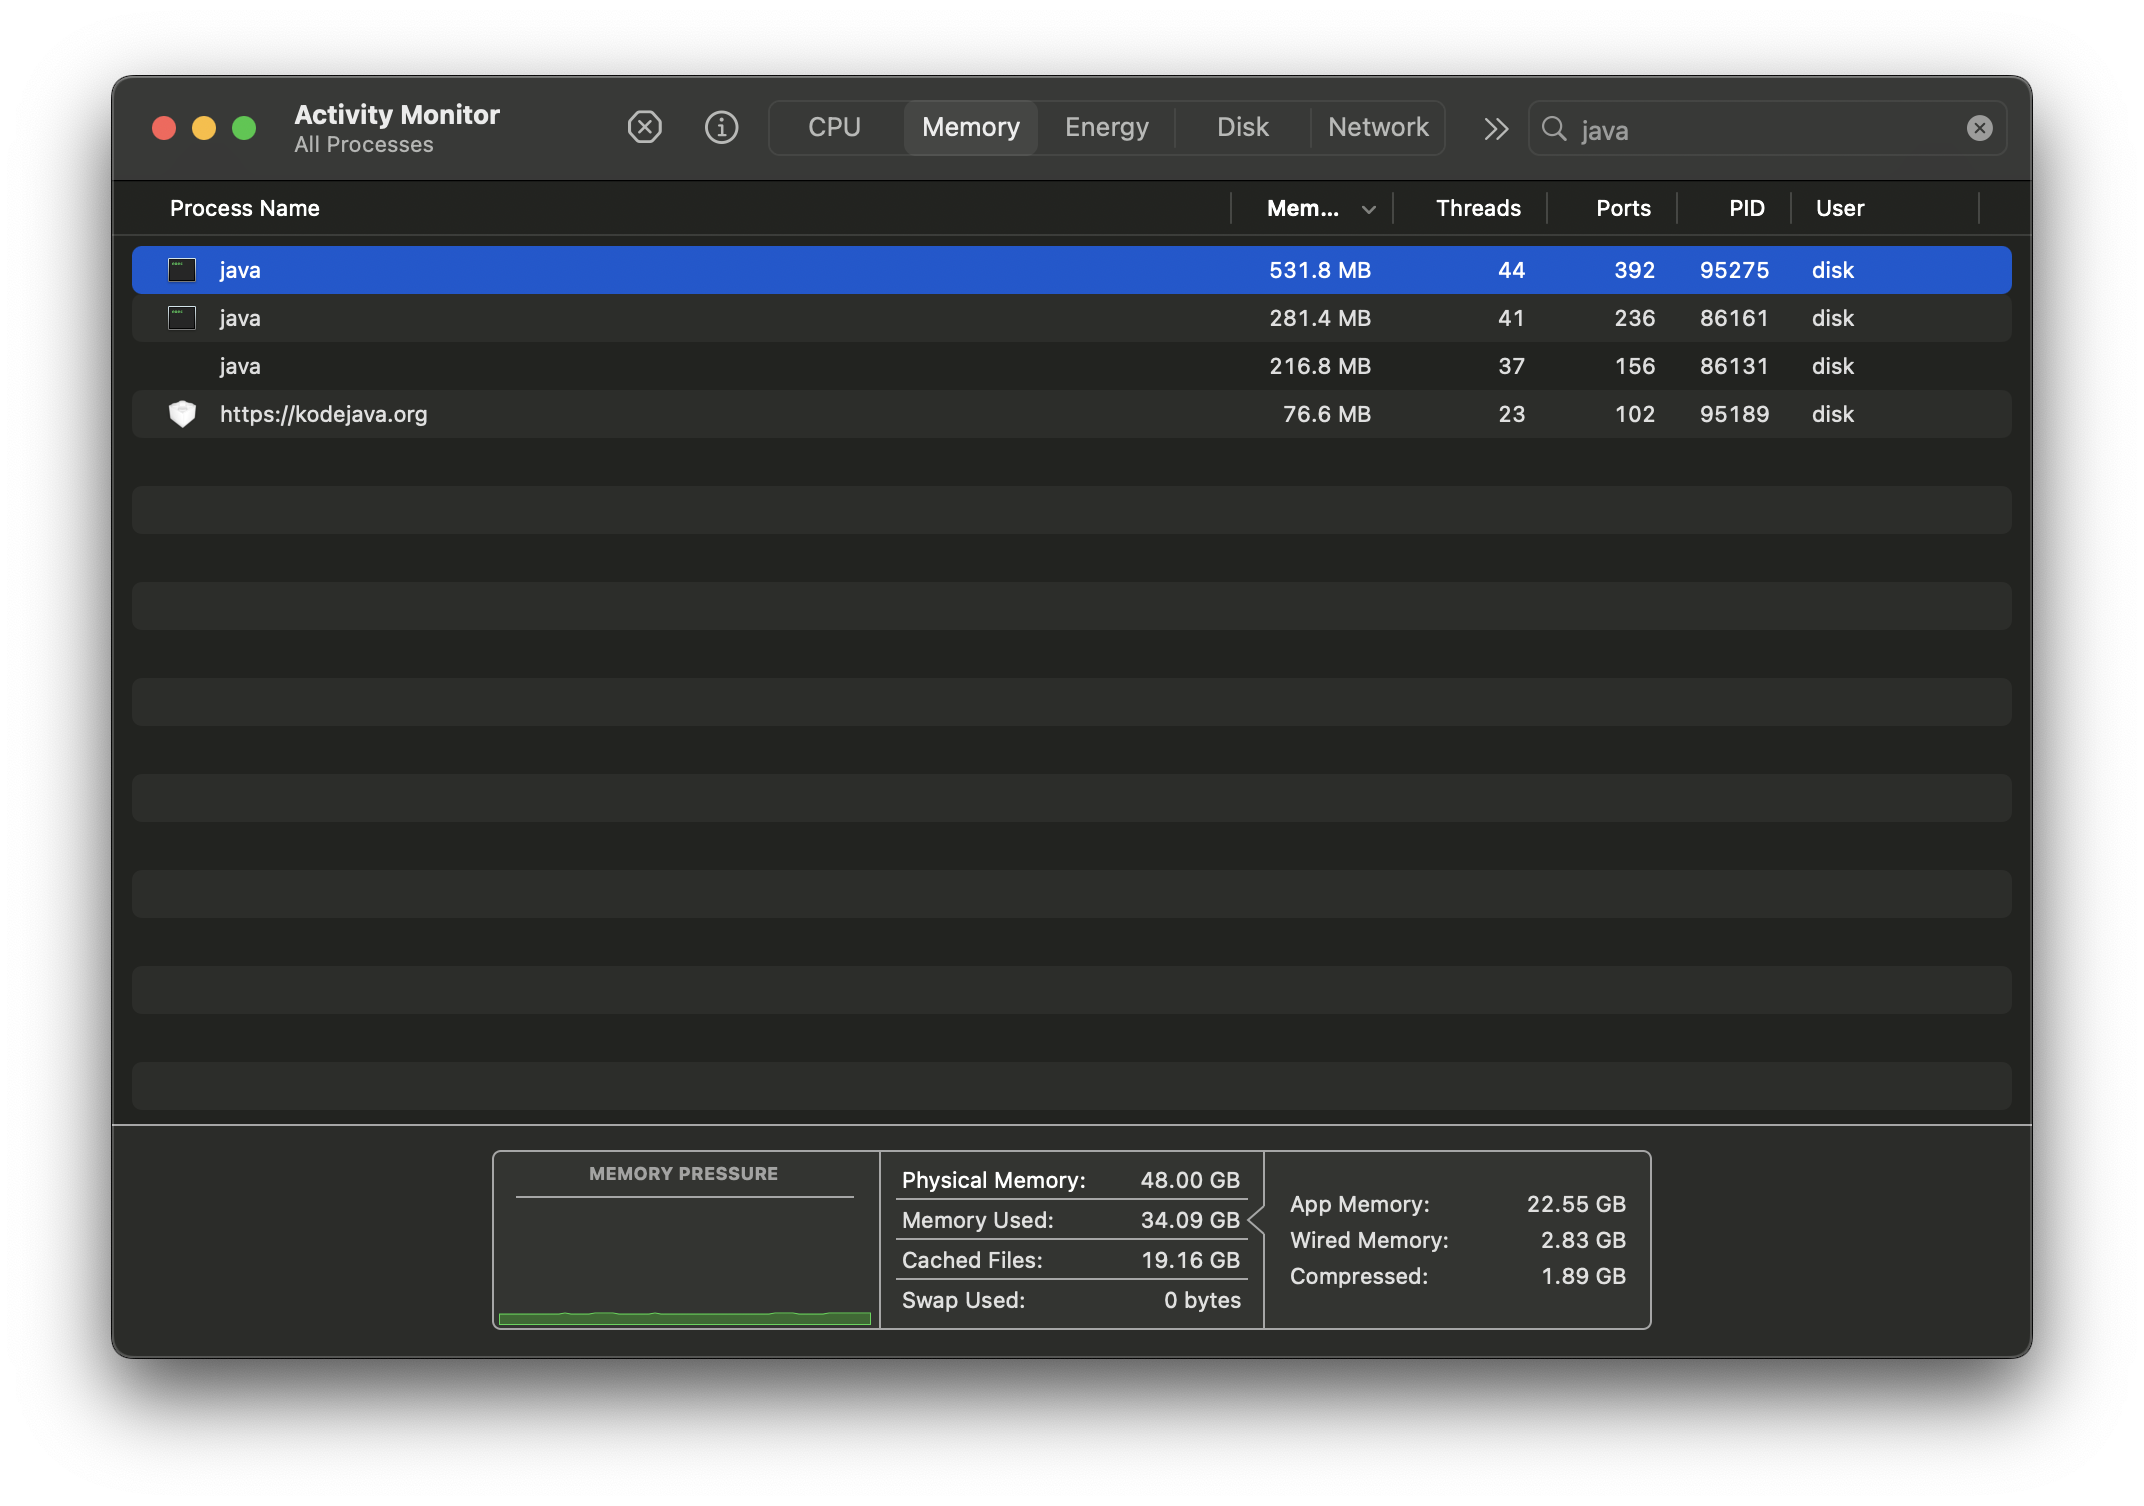 Activity Monitor
All Processes
CPU Memory Energy Disk Network java
Process Name Mem... Threads Ports PID User
java 531.8 MB 44 392 95275 disk
java 281.4 MB 41 236 86161 disk
java 216.8 MB 37 156 86131 disk
https://kodejava.org 76.6 MB 23 102 95189 disk
MEMORY PRESSURE
Physical Memory: 48.00 GB
Memory Used: 34.09 GB
Cached Files: 19.16 GB
Swap Used: 0 bytes
App Memory: 22.55 GB
Wired Memory: 2.83 GB
Compressed: 1.89 GB